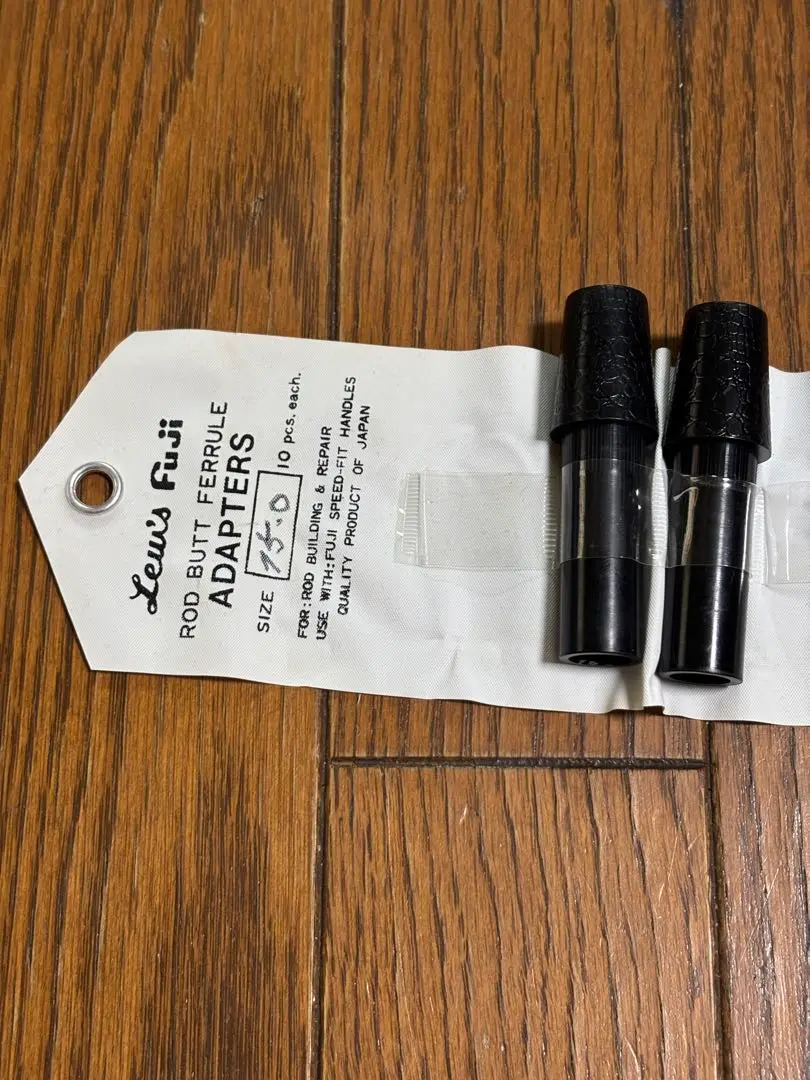 Lew's Fuji
ROD BUTT FERRULE
ADAPTERS
SIZE 15.0 10 pcs. each.
FOR:ROD BUILDING & REPAIR
USE WITH:FUJI SPEED-FIT HANDLES
QUALITY PRODUCT OF JAPAN